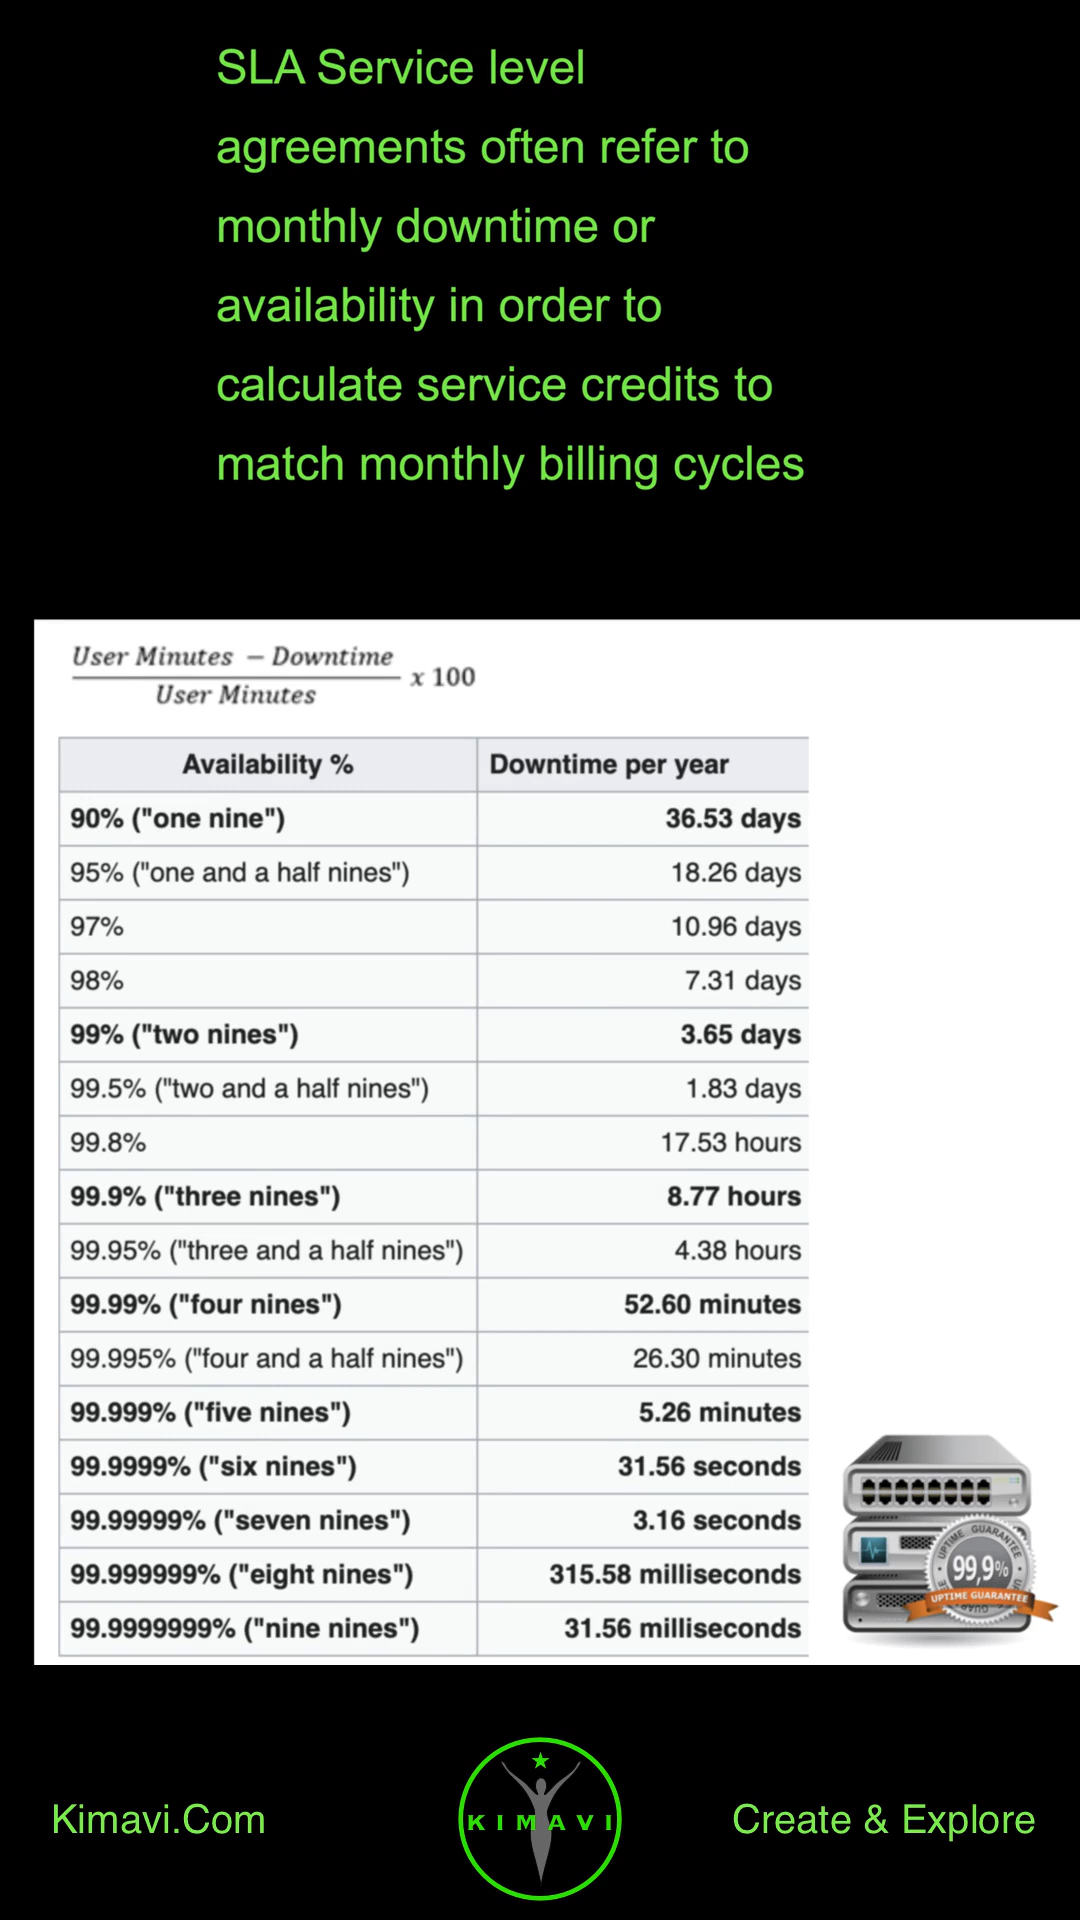 SLA Service level
agreements often refer to
monthly downtime or
availability in order to
calculate service credits to
match monthly billing cycles
User Minutes − Downtime
User Minutes
x 100
Availability % Downtime per year
90% ("one nine") 36.53 days
95% ("one and a half nines") 18.26 days
97% 10.96 days
98% 7.31 days
99% ("two nines") 3.65 days
99.5% ("two and a half nines") 1.83 days
99.8% 17.53 hours
99.9% ("three nines") 8.77 hours
99.95% ("three and a half nines") 4.38 hours
99.99% ("four nines") 52.60 minutes
99.995% ("four and a half nines") 26.30 minutes
99.999% ("five nines") 5.26 minutes
99.9999% ("six nines") 31.56 seconds
99.99999% ("seven nines") 3.16 seconds
99.999999% ("eight nines") 315.58 milliseconds
99.9999999% ("nine nines") 31.56 milliseconds
UPTIME GUARANTEE
99,9%
UPTIME GUARANTEE
Kimavi.Com
KIMAVI
Create & Explore